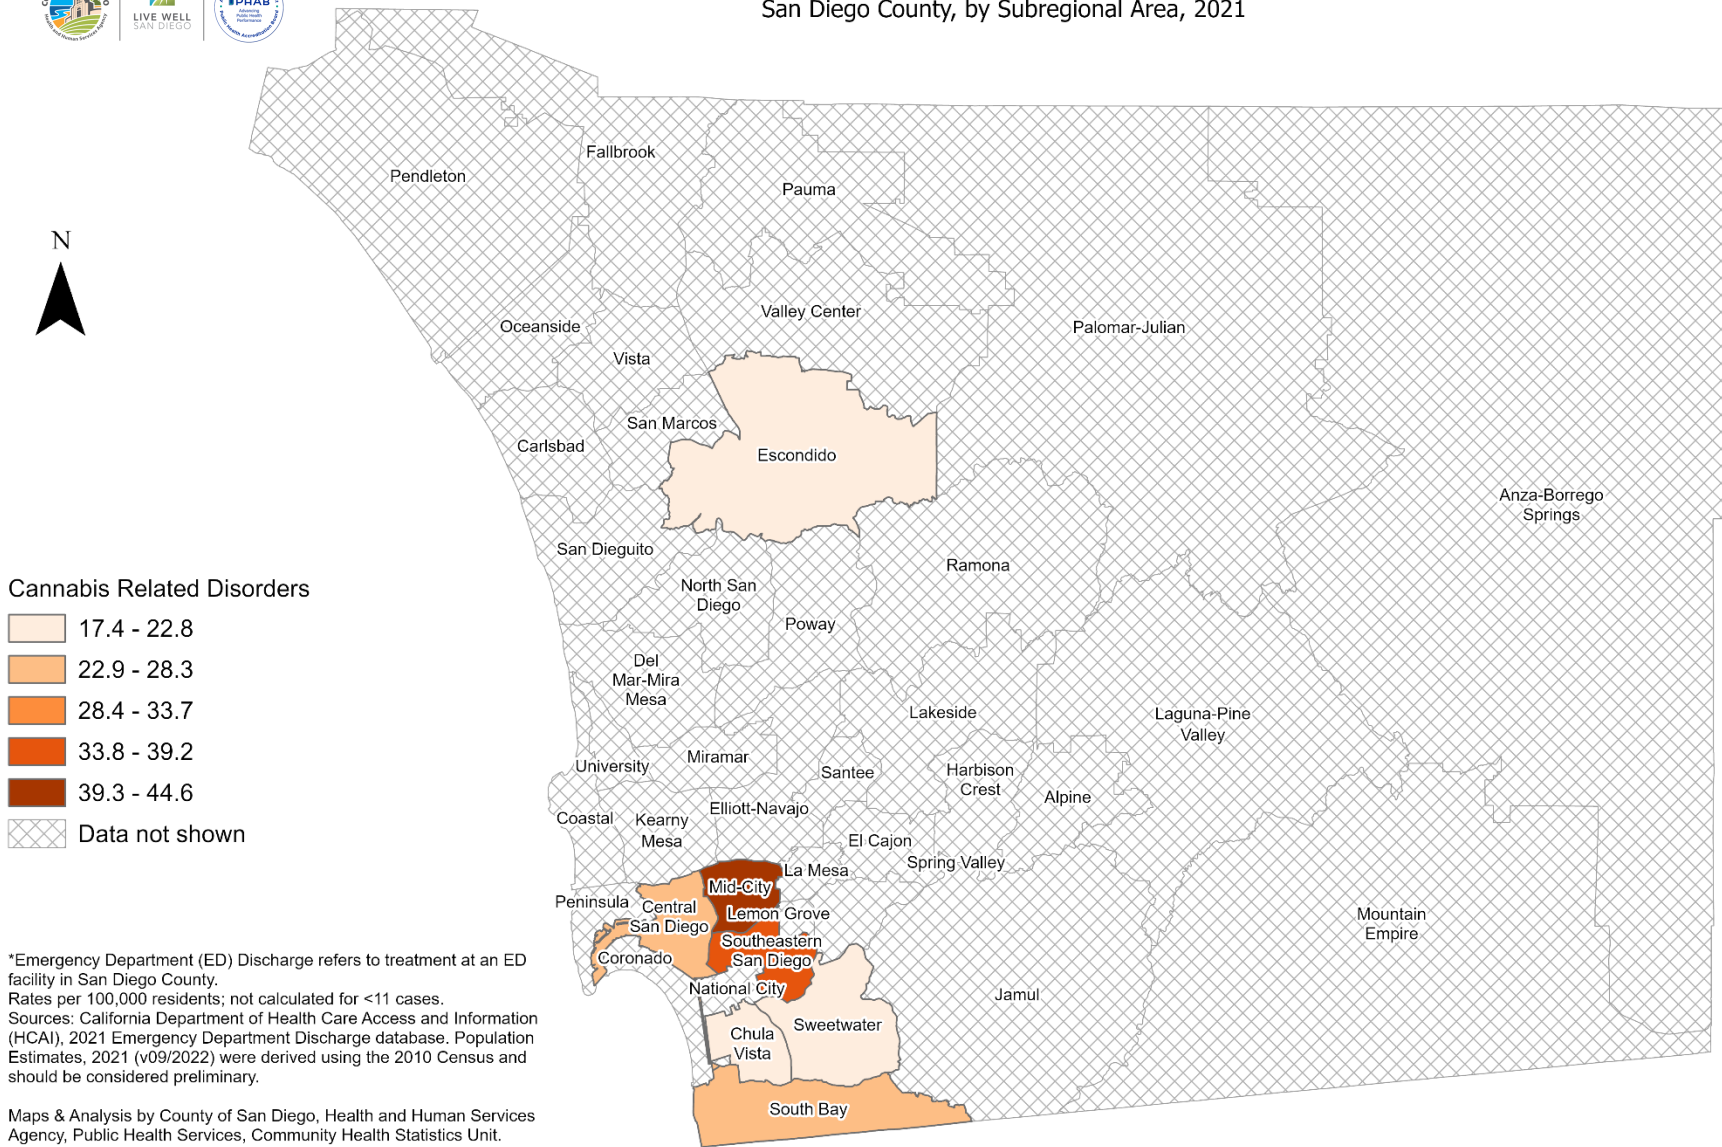 San Diego County, by Subregional Area, 2021
LIVE WELL
SAN DIEGO
PHAB
Advancing
Public Health
Performance
Fallbrook
Pendleton
Pauma
N
Valley Center
Oceanside
Palomar-Julian
Vista
San Marcos
Carlsbad
Escondido
Anza-Borrego
Springs
San Dieguito
Ramona
North San
Diego
Poway
Cannabis Related Disorders
17.4 - 22.8
22.9 - 28.3
28.4 - 33.7
33.8 - 39.2
39.3 - 44.6
Data not shown
Del
Mar-Mira
Mesa
Lakeside
Laguna-Pine
Valley
Miramar
University
Santee
Harbison
Crest
Alpine
Elliott-Navajo
Coastal
Kearny
Mesa
El Cajon
Spring Valley
La Mesa
Mid-City
Peninsula
Central
San Diego
Lemon Grove
Mountain
Empire
Southeastern
San Diego
Coronado
National City
Jamul
Sweetwater
Chula
Vista
South Bay
*Emergency Department (ED) Discharge refers to treatment at an ED
facility in San Diego County.
Rates per 100,000 residents; not calculated for <11 cases.
Sources: California Department of Health Care Access and Information
(HCAI), 2021 Emergency Department Discharge database. Population
Estimates, 2021 (v09/2022) were derived using the 2010 Census and
should be considered preliminary.
Maps & Analysis by County of San Diego, Health and Human Services
Agency, Public Health Services, Community Health Statistics Unit.